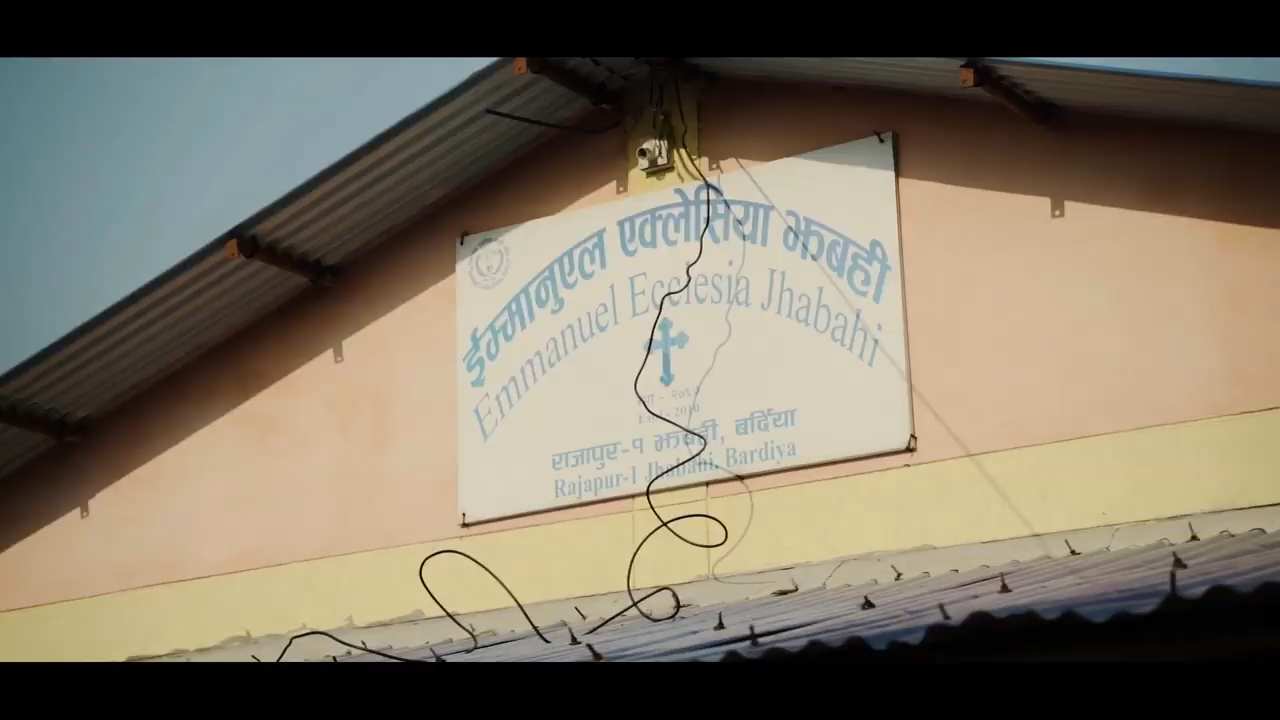 ईम्मानुएल एक्लेसिया झबही
Emmanuel Ecclesia Jhabahi
राजापुर-१ झबही, बर्दिया
Rajapur-1 Jhabahi, Bardiya